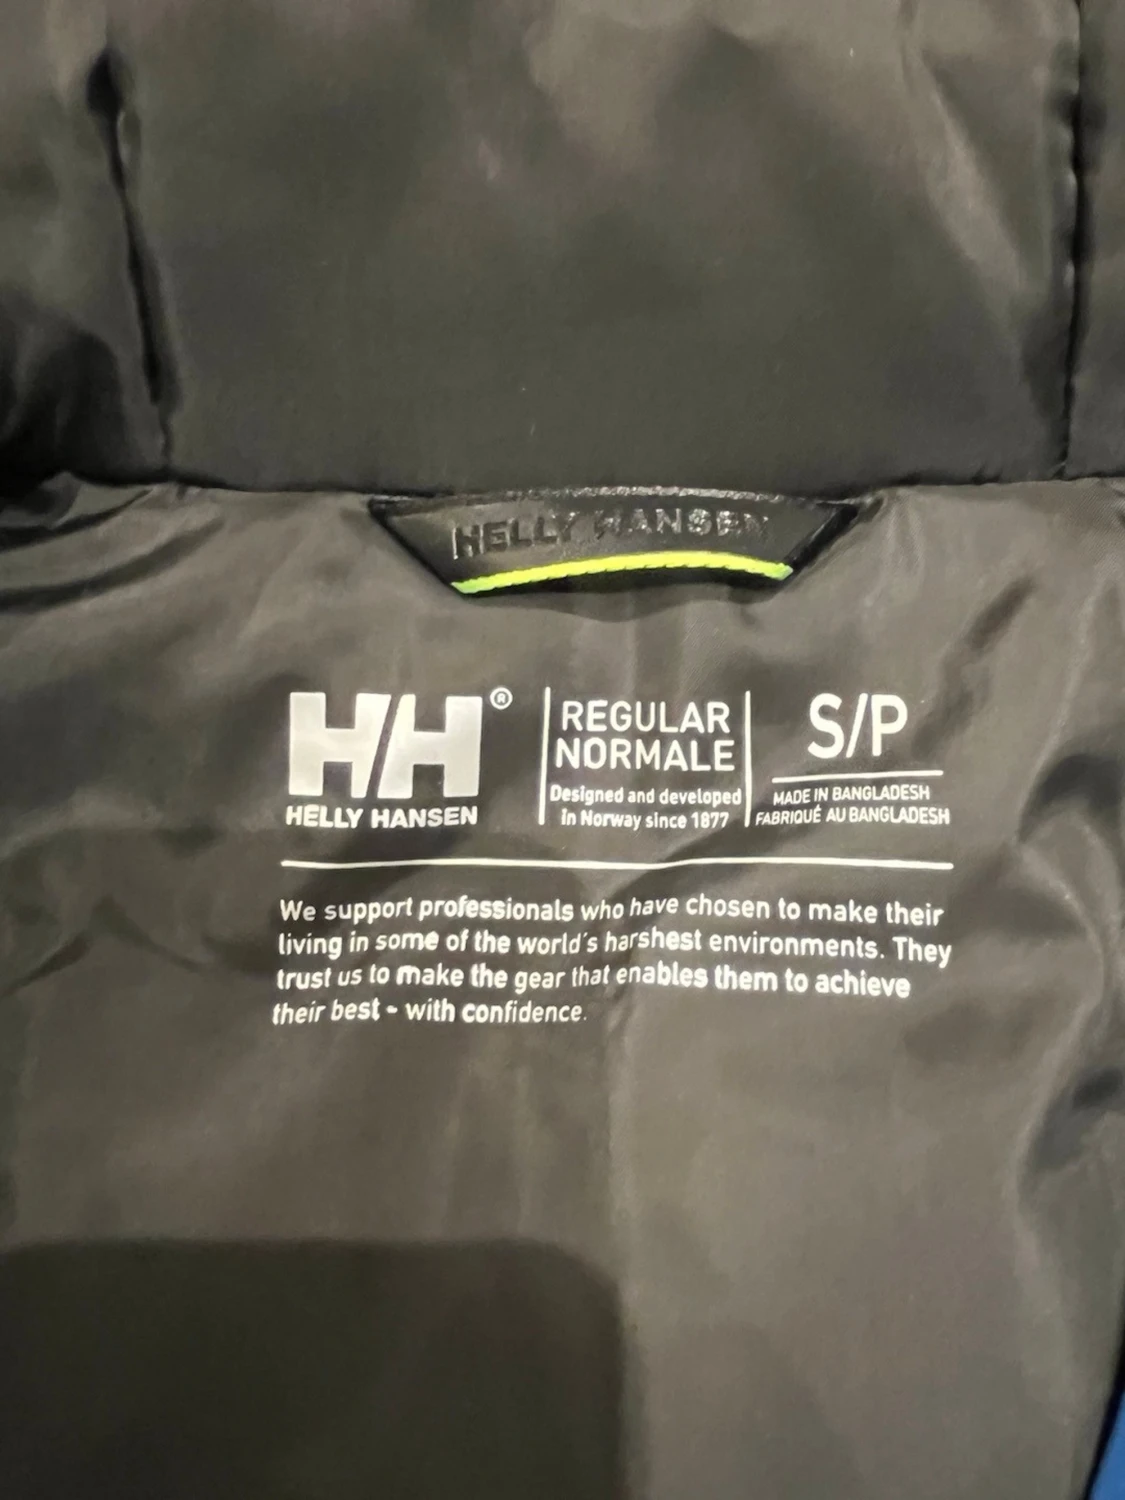 HELLY HANSEN
HH®
HELLY HANSEN
REGULAR
NORMALE
Designed and developed
in Norway since 1877
S/P
MADE IN BANGLADESH
FABRIQUÉ AU BANGLADESH
We support professionals who have chosen to make their
living in some of the world's harshest environments. They
trust us to make the gear that enables them to achieve
their best - with confidence.